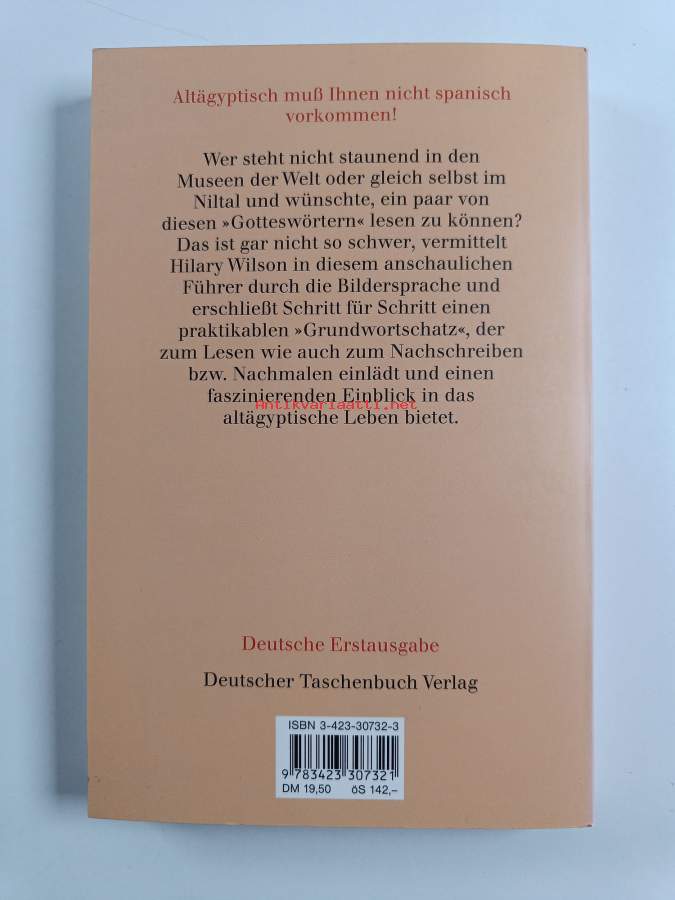 Altägyptisch muß Ihnen nicht spanisch
vorkommen!
Wer steht nicht staunend in den
Museen der Welt oder gleich selbst im
Niltal und wünschte, ein paar von
diesen »Gotteswörtern« lesen zu können?
Das ist gar nicht so schwer, vermittelt
Hilary Wilson in diesem anschaulichen
Führer durch die Bildersprache und
erschließt Schritt für Schritt einen
praktikablen »Grundwortschatz«, der
zum Lesen wie auch zum Nachschreiben
bzw. Nachmalen einlädt und einen
faszinierenden Einblick in das
Antikvariaatti.net
altägyptische Leben bietet.
Deutsche Erstausgabe
Deutscher Taschenbuch Verlag
ISBN 3-423-30732-3
9 783423 307321
DM 19,50 öS 142,–